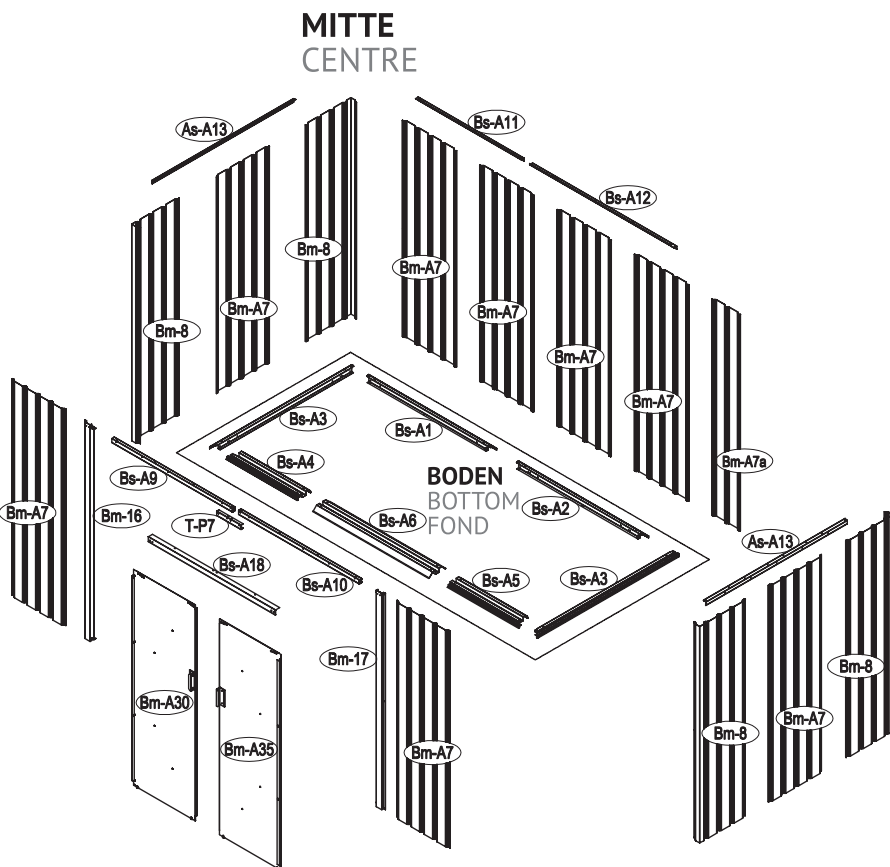 MITTE
CENTRE
As-A13
Bs-A11
Bs-A12
Bm-8
Bm-A7
Bm-8
Bm-A7
Bm-A7
Bm-A7
Bm-A7
Bm-A7a
Bs-A3
Bs-A1
Bs-A4
BODEN
BOTTOM
FOND
Bs-A2
Bs-A9
Bm-A7
Bm-16
T-P7
Bs-A6
As-A13
Bs-A18
Bs-A10
Bs-A5
Bs-A3
Bm-17
Bm-8
Bm-A30
Bm-A7
Bm-A35
Bm-A7
Bm-8